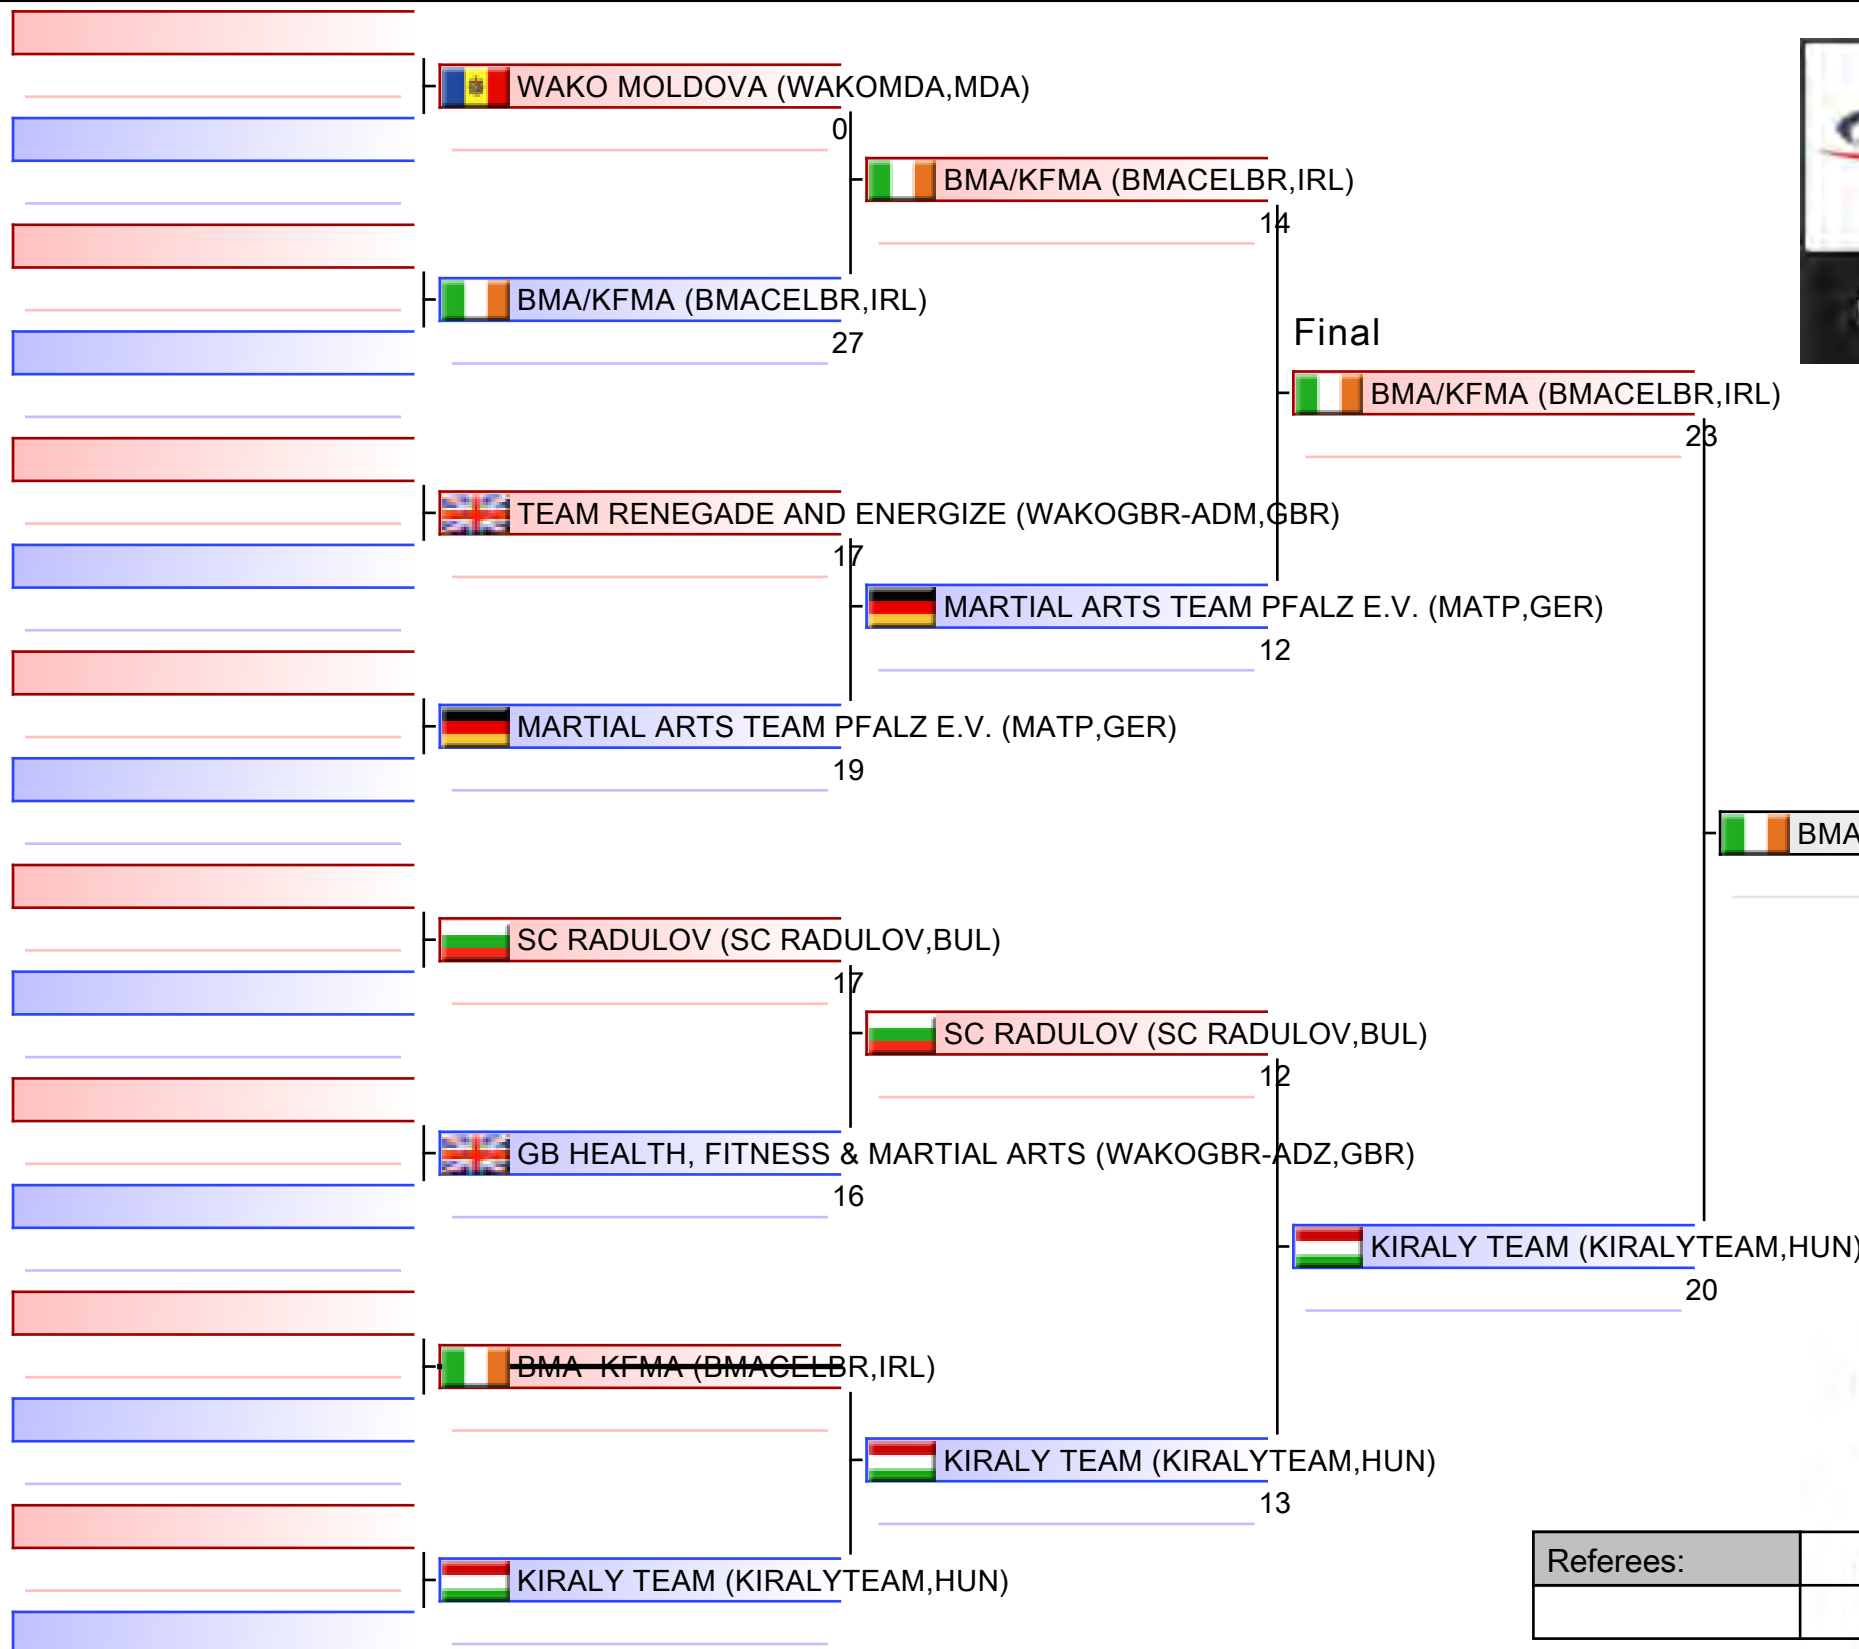 WAKO MOLDOVA (WAKOMDA,MDA)
0
BMA/KFMA (BMACELBR,IRL)
14
BMA/KFMA (BMACELBR,IRL)
27
Final
BMA/KFMA (BMACELBR,IRL)
23
TEAM RENEGADE AND ENERGIZE (WAKOGBR-ADM,GBR)
17
MARTIAL ARTS TEAM PFALZ E.V. (MATP,GER)
12
MARTIAL ARTS TEAM PFALZ E.V. (MATP,GER)
19
BMA
SC RADULOV (SC RADULOV,BUL)
17
SC RADULOV (SC RADULOV,BUL)
12
GB HEALTH, FITNESS & MARTIAL ARTS (WAKOGBR-ADZ,GBR)
16
KIRALY TEAM (KIRALYTEAM,HUN)
20
BMA KFMA (BMACELBR,IRL)
KIRALY TEAM (KIRALYTEAM,HUN)
13
Referees:
KIRALY TEAM (KIRALYTEAM,HUN)